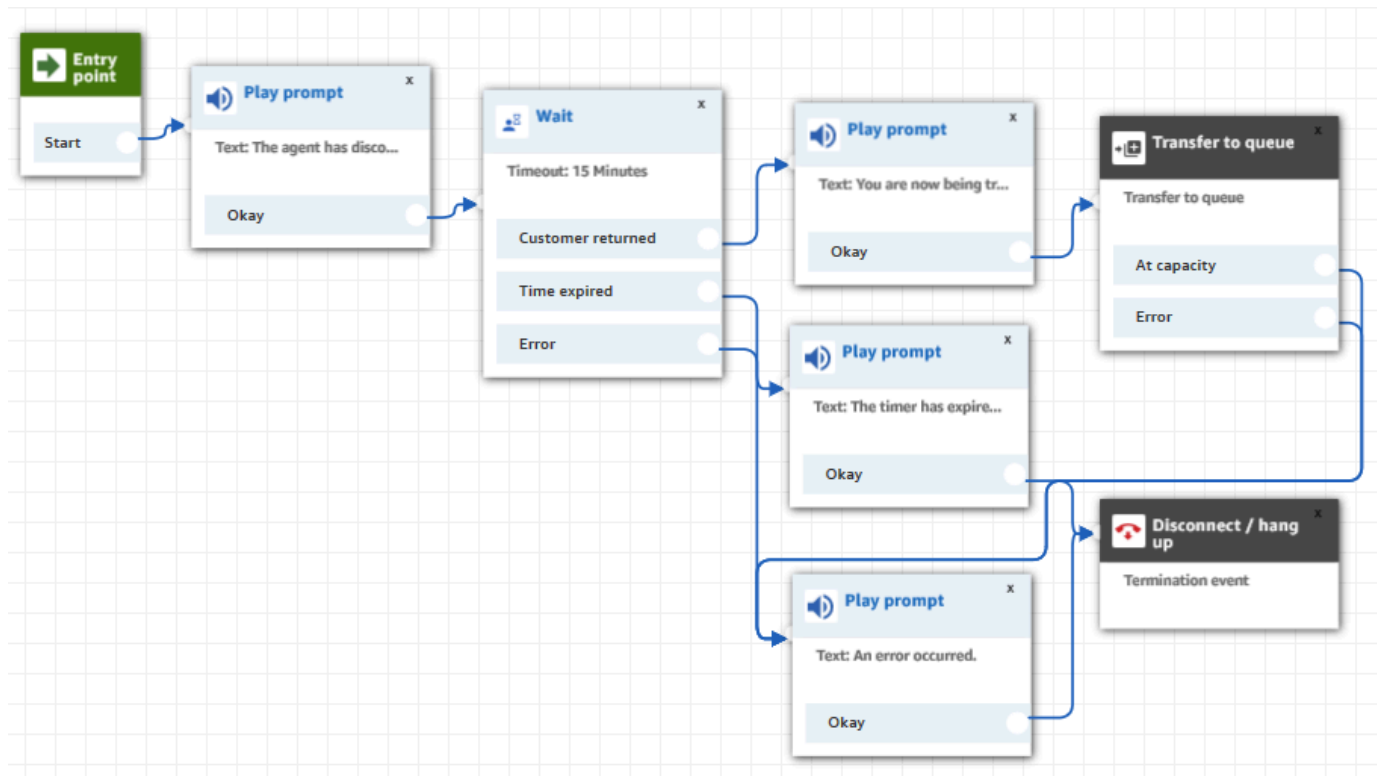 Entry
point
Start
x
Play prompt
Text: The agent has disco...
Okay
x
Wait
Timeout: 15 Minutes
Customer returned
Time expired
Error
x
Play prompt
Text: You are now being tr...
Okay
x
Transfer to queue
Transfer to queue
At capacity
Error
x
Play prompt
Text: The timer has expire...
Okay
x
Disconnect / hang
up
Termination event
x
Play prompt
Text: An error occurred.
Okay